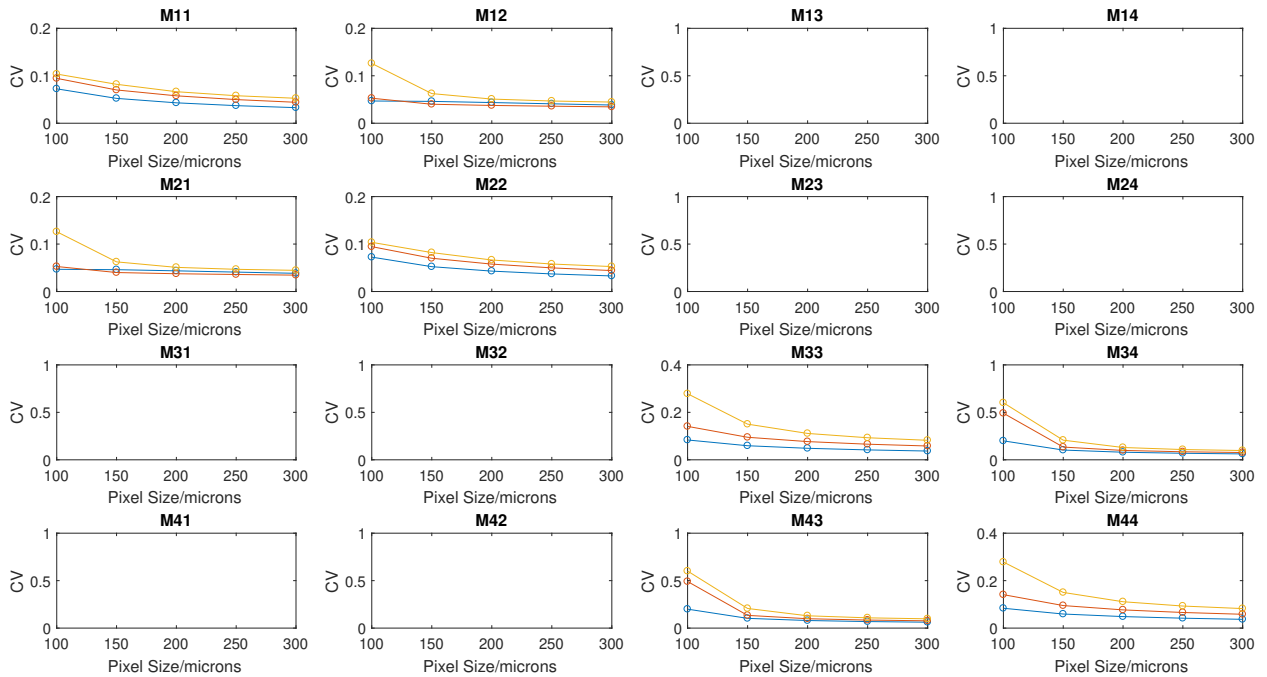 M11 M12 M13 M14
0.2 0.2 1 1
CV 0.1 CV 0.1 CV 0.5 CV 0.5
0 0 0 0
100 150 200 250 300 100 150 200 250 300 100 150 200 250 300 100 150 200 250 300
Pixel Size/microns Pixel Size/microns Pixel Size/microns Pixel Size/microns
M21 M22 M23 M24
0.2 0.2 1 1
CV 0.1 CV 0.1 CV 0.5 CV 0.5
0 0 0 0
100 150 200 250 300 100 150 200 250 300 100 150 200 250 300 100 150 200 250 300
Pixel Size/microns Pixel Size/microns Pixel Size/microns Pixel Size/microns
M31 M32 M33 M34
1 1 0.4 1
CV 0.5 CV 0.5 CV 0.2 CV 0.5
0 0 0 0
100 150 200 250 300 100 150 200 250 300 100 150 200 250 300 100 150 200 250 300
Pixel Size/microns Pixel Size/microns Pixel Size/microns Pixel Size/microns
M41 M42 M43 M44
1 1 1 0.4
CV 0.5 CV 0.5 CV 0.5 CV 0.2
0 0 0 0
100 150 200 250 300 100 150 200 250 300 100 150 200 250 300 100 150 200 250 300
Pixel Size/microns Pixel Size/microns Pixel Size/microns Pixel Size/microns